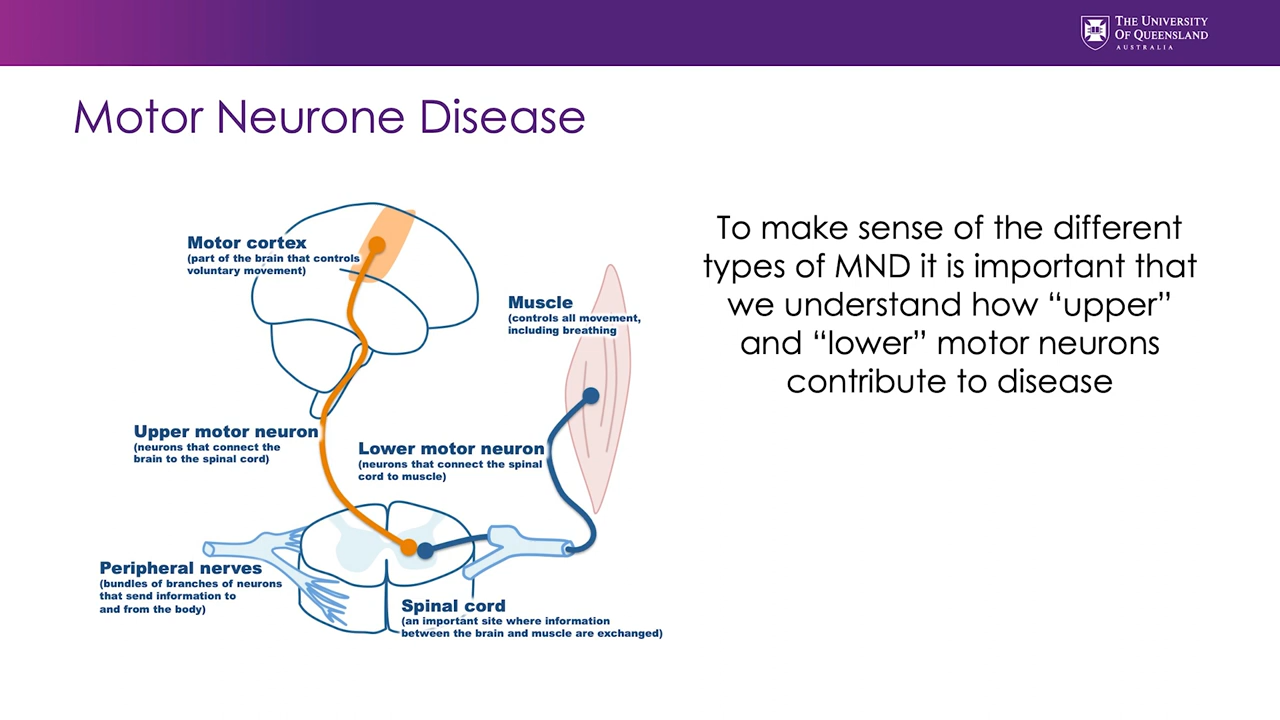 THE UNIVERSITY
OF QUEENSLAND
AUSTRALIA
Motor Neurone Disease
Motor cortex
(part of the brain that controls
voluntary movement)
Muscle
(controls all movement,
including breathing
Upper motor neuron
(neurons that connect the
brain to the spinal cord)
Lower motor neuron
(neurons that connect the spinal
cord to muscle)
Peripheral nerves
(bundles of branches of neurons
that send information to
and from the body)
Spinal cord
(an important site where information
between the brain and muscle are exchanged)
To make sense of the different
types of MND it is important that
we understand how “upper”
and “lower” motor neurons
contribute to disease